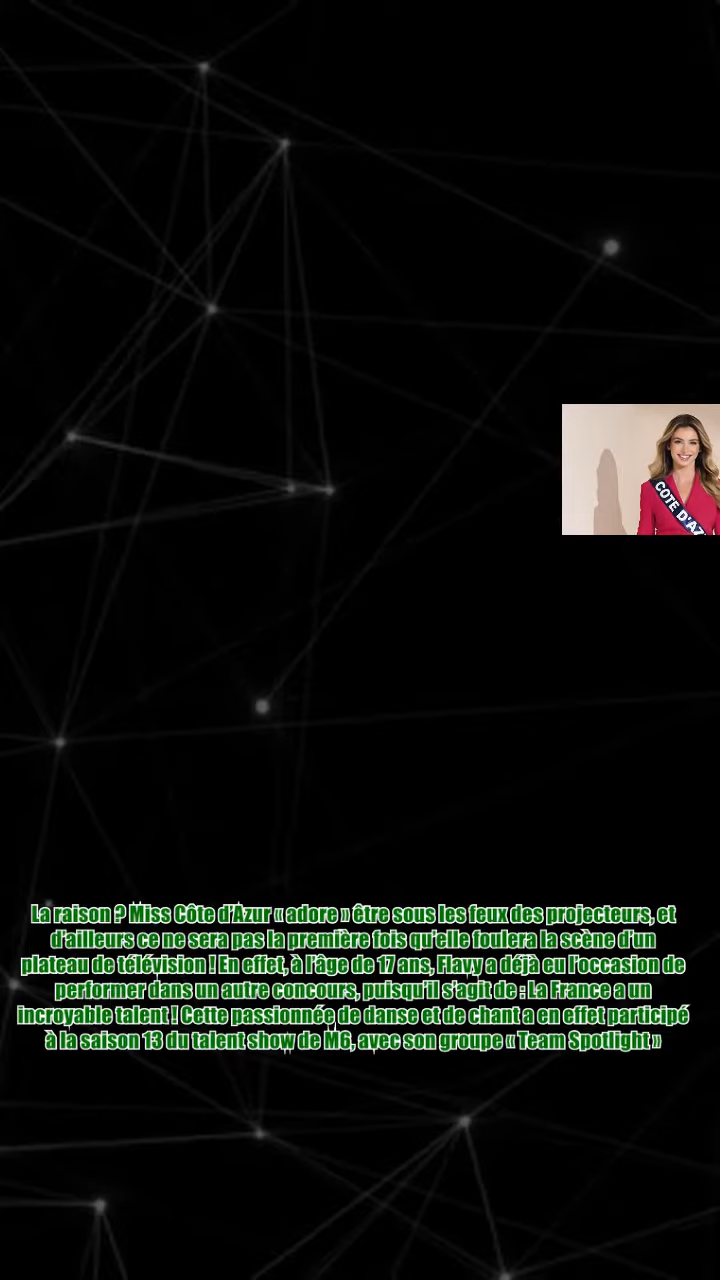 COTE D'AZ
La raison ? Miss Côte d'Azur « adore » être sous les feux des projecteurs, et
d'ailleurs ce ne sera pas la première fois qu'elle foulera la scène d'un
plateau de télévision ! En effet, à l'âge de 17 ans, Flavy a déjà eu l'occasion de
performer dans un autre concours, puisqu'il s'agit de : La France a un
incroyable talent ! Cette passionnée de danse et de chant a en effet participé
à la saison 13 du talent show de M6, avec son groupe « Team Spotlight »